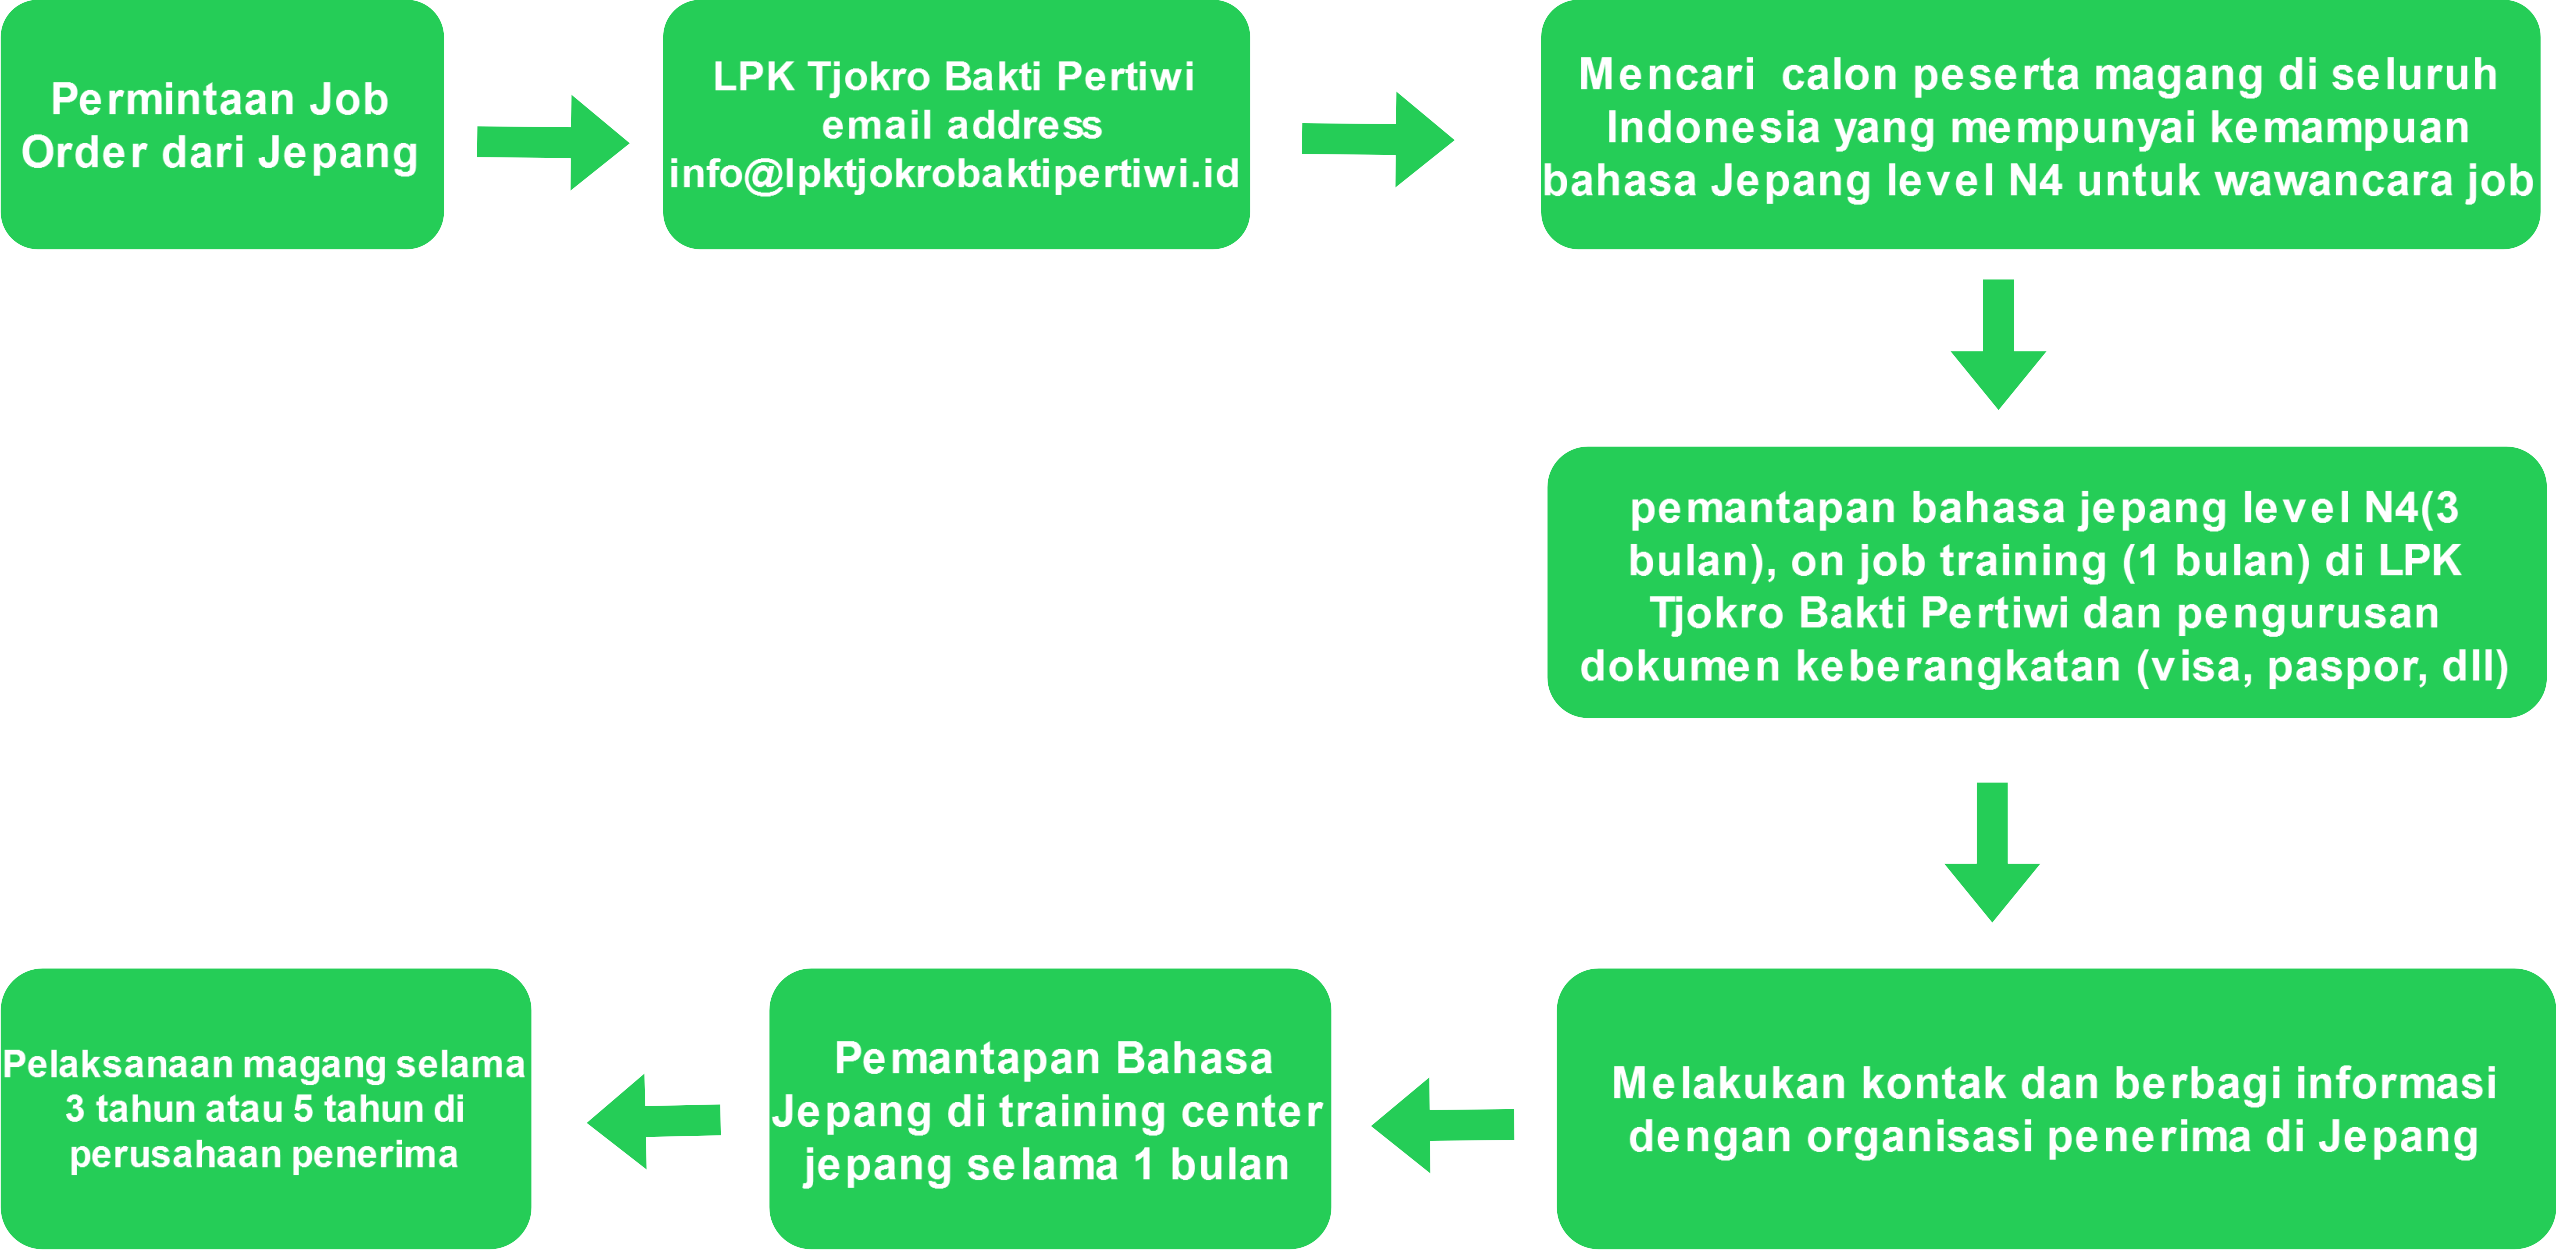 Permintaan Job
Order dari Jepang
LPK Tjokro Bakti Pertiwi
email address
info@lpktjokrobaktipertiwi.id
Mencari calon peserta magang di seluruh
Indonesia yang mempunyai kemampuan
bahasa Jepang level N4 untuk wawancara job
pemantapan bahasa jepang level N4(3
bulan), on job training (1 bulan) di LPK
Tjokro Bakti Pertiwi dan pengurusan
dokumen keberangkatan (visa, paspor, dll)
Melakukan kontak dan berbagi informasi
dengan organisasi penerima di Jepang
Pemantapan Bahasa
Jepang di training center
jepang selama 1 bulan
Pelaksanaan magang selama
3 tahun atau 5 tahun di
perusahaan penerima